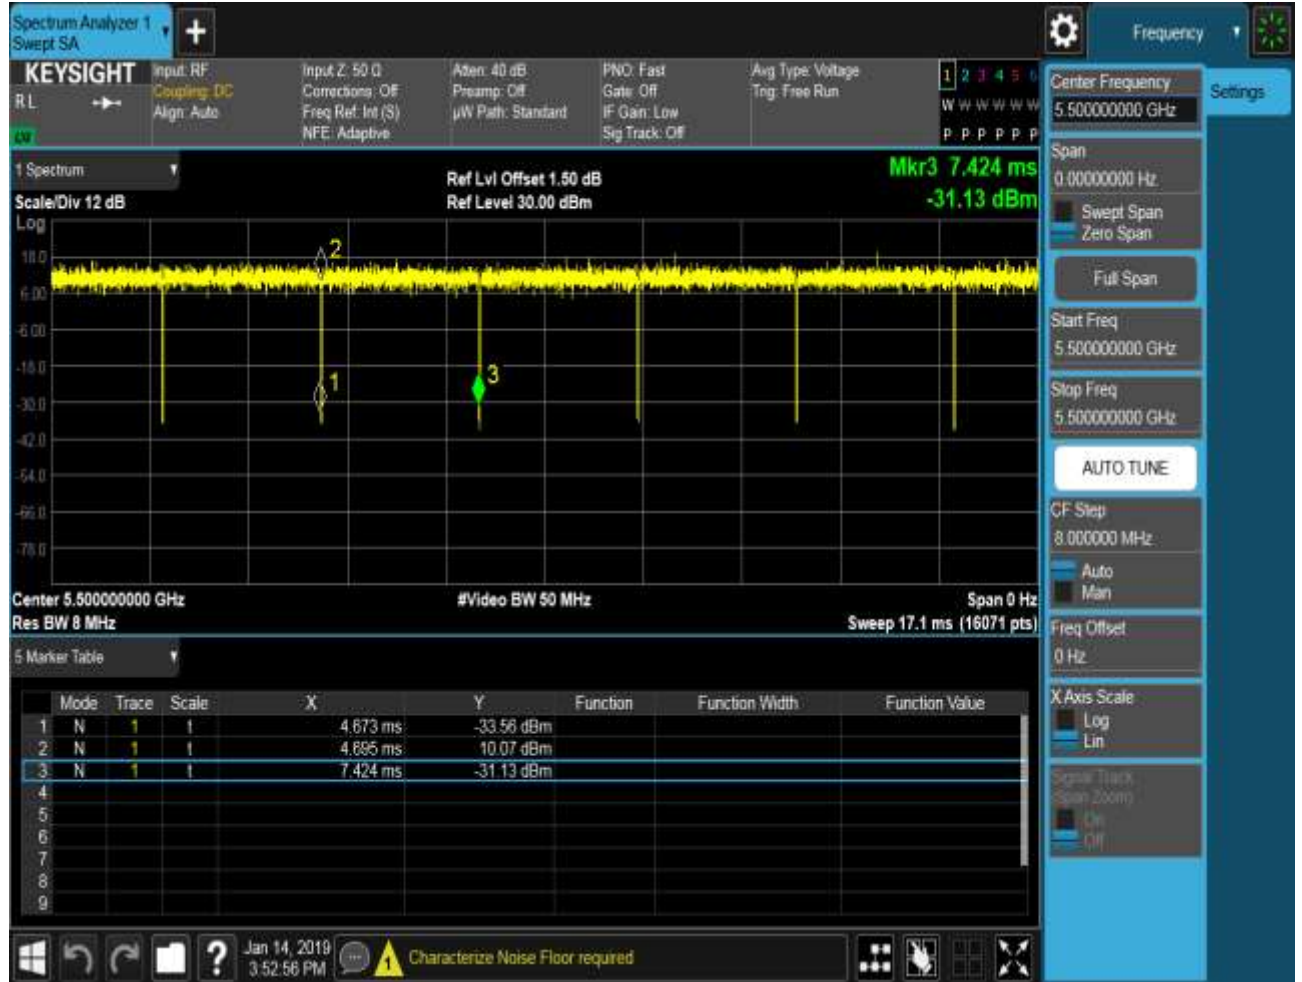 Spectrum Analyzer 1
Swept SA
+
Frequency
KEYSIGHT
RL
Input: RF
Coupling: DC
Align: Auto
Input Z: 50 Ω
Corrections: Off
Freq Ref: Int (S)
NFE: Adaptive
Atten: 40 dB
Preamp: Off
µW Path: Standard
PNO: Fast
Gate: Off
IF Gain: Low
Sig Track: Off
Avg Type: Voltage
Trig: Free Run
1 2 3 4 5 6
W W W W W W
P P P P P P
1 Spectrum
Scale/Div 12 dB
Log
Ref Lvl Offset 1.50 dB
Ref Level 30.00 dBm
Mkr3 7.424 ms
-31.13 dBm
18.0
6.00
-6.00
-18.0
-30.0
-42.0
-54.0
-66.0
-78.0
2
1
3
Center 5.500000000 GHz
Res BW 8 MHz
#Video BW 50 MHz
Span 0 Hz
Sweep 17.1 ms (16071 pts)
5 Marker Table
Mode Trace Scale X Y Function Function Width Function Value
1 N 1 t 4.673 ms -33.56 dBm
2 N 1 t 4.695 ms 10.07 dBm
3 N 1 t 7.424 ms -31.13 dBm
4
5
6
7
8
9
Center Frequency
5.500000000 GHz
Settings
Span
0.00000000 Hz
Swept Span
Zero Span
Full Span
Start Freq
5.500000000 GHz
Stop Freq
5.500000000 GHz
AUTO TUNE
CF Step
8.000000 MHz
Auto
Man
Freq Offset
0 Hz
X Axis Scale
Log
Lin
Signal Track
(Span Zoom)
On
Off
?
Jan 14, 2019
3:52:56 PM
1
Characterize Noise Floor required